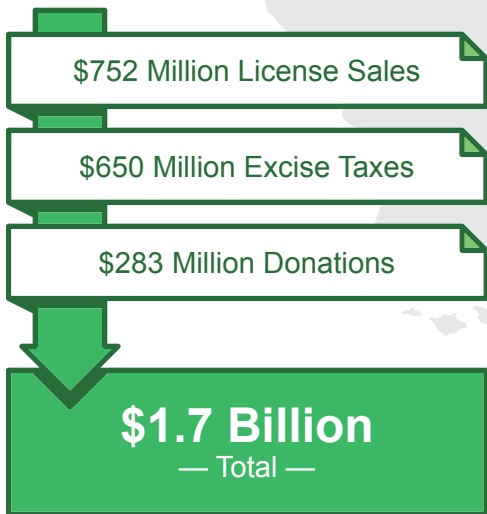 $752 Million License Sales
$650 Million Excise Taxes
$283 Million Donations
$1.7 Billion
— Total —